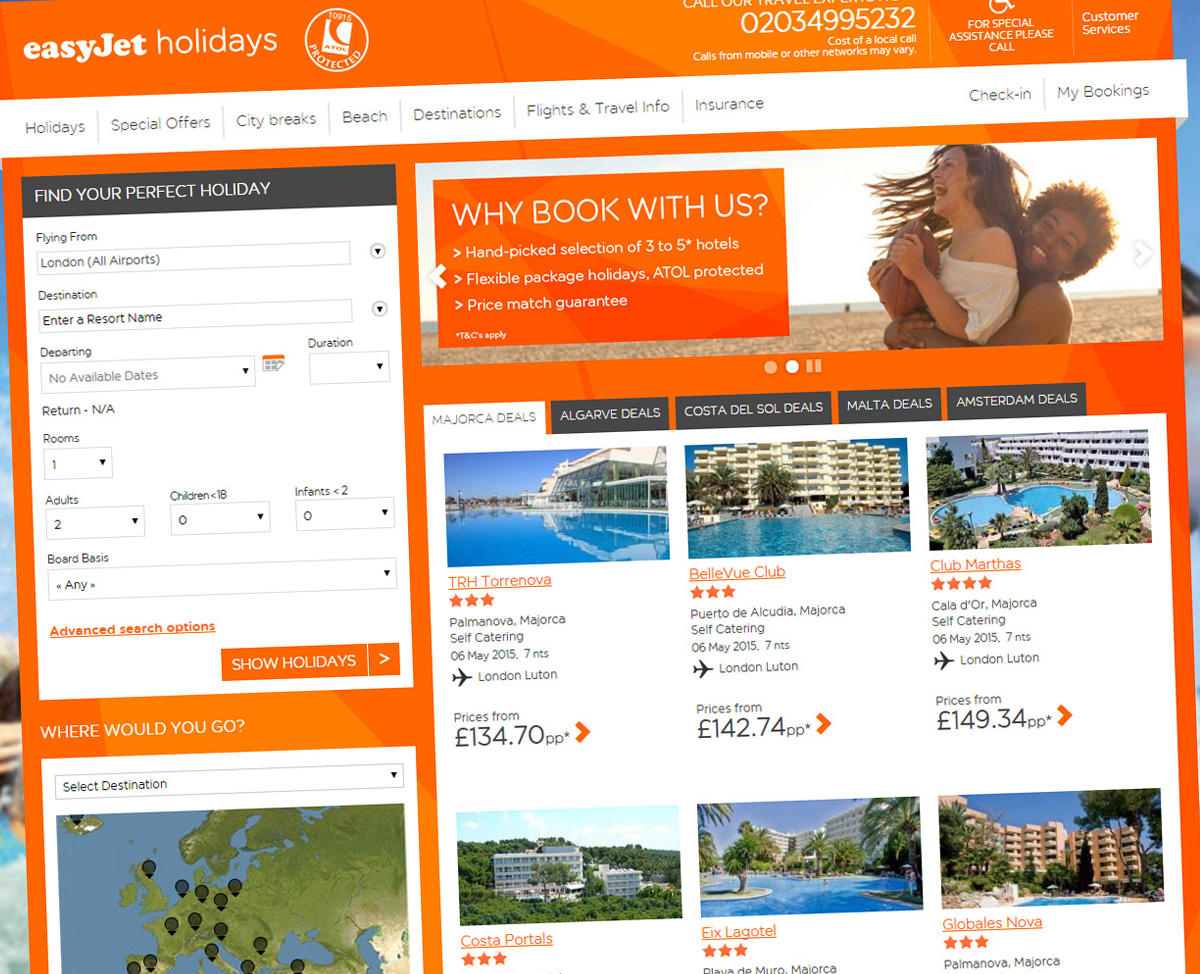 easyJet holidays
10915
ATOL
PROTECTED
CALL OUR TRAVEL EXPERTS
02034995232
Cost of a local call
Calls from mobile or other networks may vary.
FOR SPECIAL
ASSISTANCE PLEASE
CALL
Customer
Services
Holidays
Special Offers
City breaks
Beach
Destinations
Flights & Travel Info
Insurance
Check-in
My Bookings
FIND YOUR PERFECT HOLIDAY
Flying From
London (All Airports)
Destination
Enter a Resort Name
Departing
Duration
No Available Dates
Return - N/A
Rooms
1
Adults
Children<18
Infants < 2
2
0
0
Board Basis
« Any »
Advanced search options
SHOW HOLIDAYS >
WHERE WOULD YOU GO?
Select Destination
WHY BOOK WITH US?
> Hand-picked selection of 3 to 5* hotels
> Flexible package holidays, ATOL protected
> Price match guarantee
*T&C's apply
MAJORCA DEALS
ALGARVE DEALS
COSTA DEL SOL DEALS
MALTA DEALS
AMSTERDAM DEALS
TRH Torrenova
Palmanova, Majorca
Self Catering
06 May 2015, 7 nts
London Luton
Prices from
£134.70pp*
BelleVue Club
Puerto de Alcudia, Majorca
Self Catering
06 May 2015, 7 nts
London Luton
Prices from
£142.74pp*
Club Marthas
Cala d'Or, Majorca
Self Catering
06 May 2015, 7 nts
London Luton
Prices from
£149.34pp*
Costa Portals
Eix Lagotel
Playa de Muro, Majorca
Globales Nova
Palmanova, Majorca